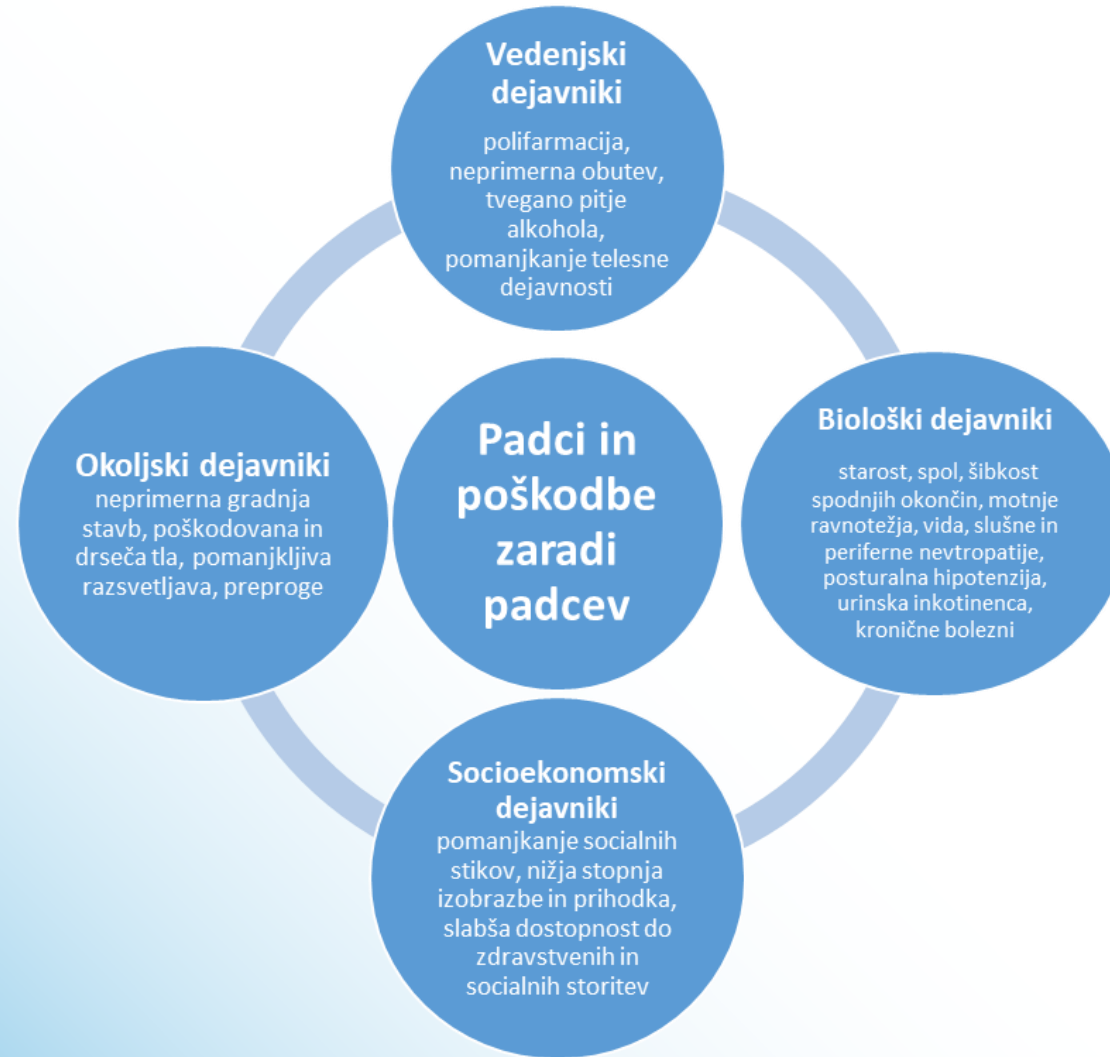 Vedenjski
dejavniki
polifarmacija,
neprimerna obutev,
tvegano pitje
alkohola,
pomanjkanje telesne
dejavnosti
Okoljski dejavniki
neprimerna gradnja
stavb, poškodovana in
drseča tla, pomanjkljiva
razsvetljava, preproge
Padci in
poškodbe
zaradi
padcev
Biološki dejavniki
starost, spol, šibkost
spodnjih okončin, motnje
ravnotežja, vida, slušne in
periferne nevtropatije,
posturalna hipotenzija,
urinska inkotinenca,
kronične bolezni
Socioekonomski
dejavniki
pomanjkanje socialnih
stikov, nižja stopnja
izobrazbe in prihodka,
slabša dostopnost do
zdravstvenih in
socialnih storitev